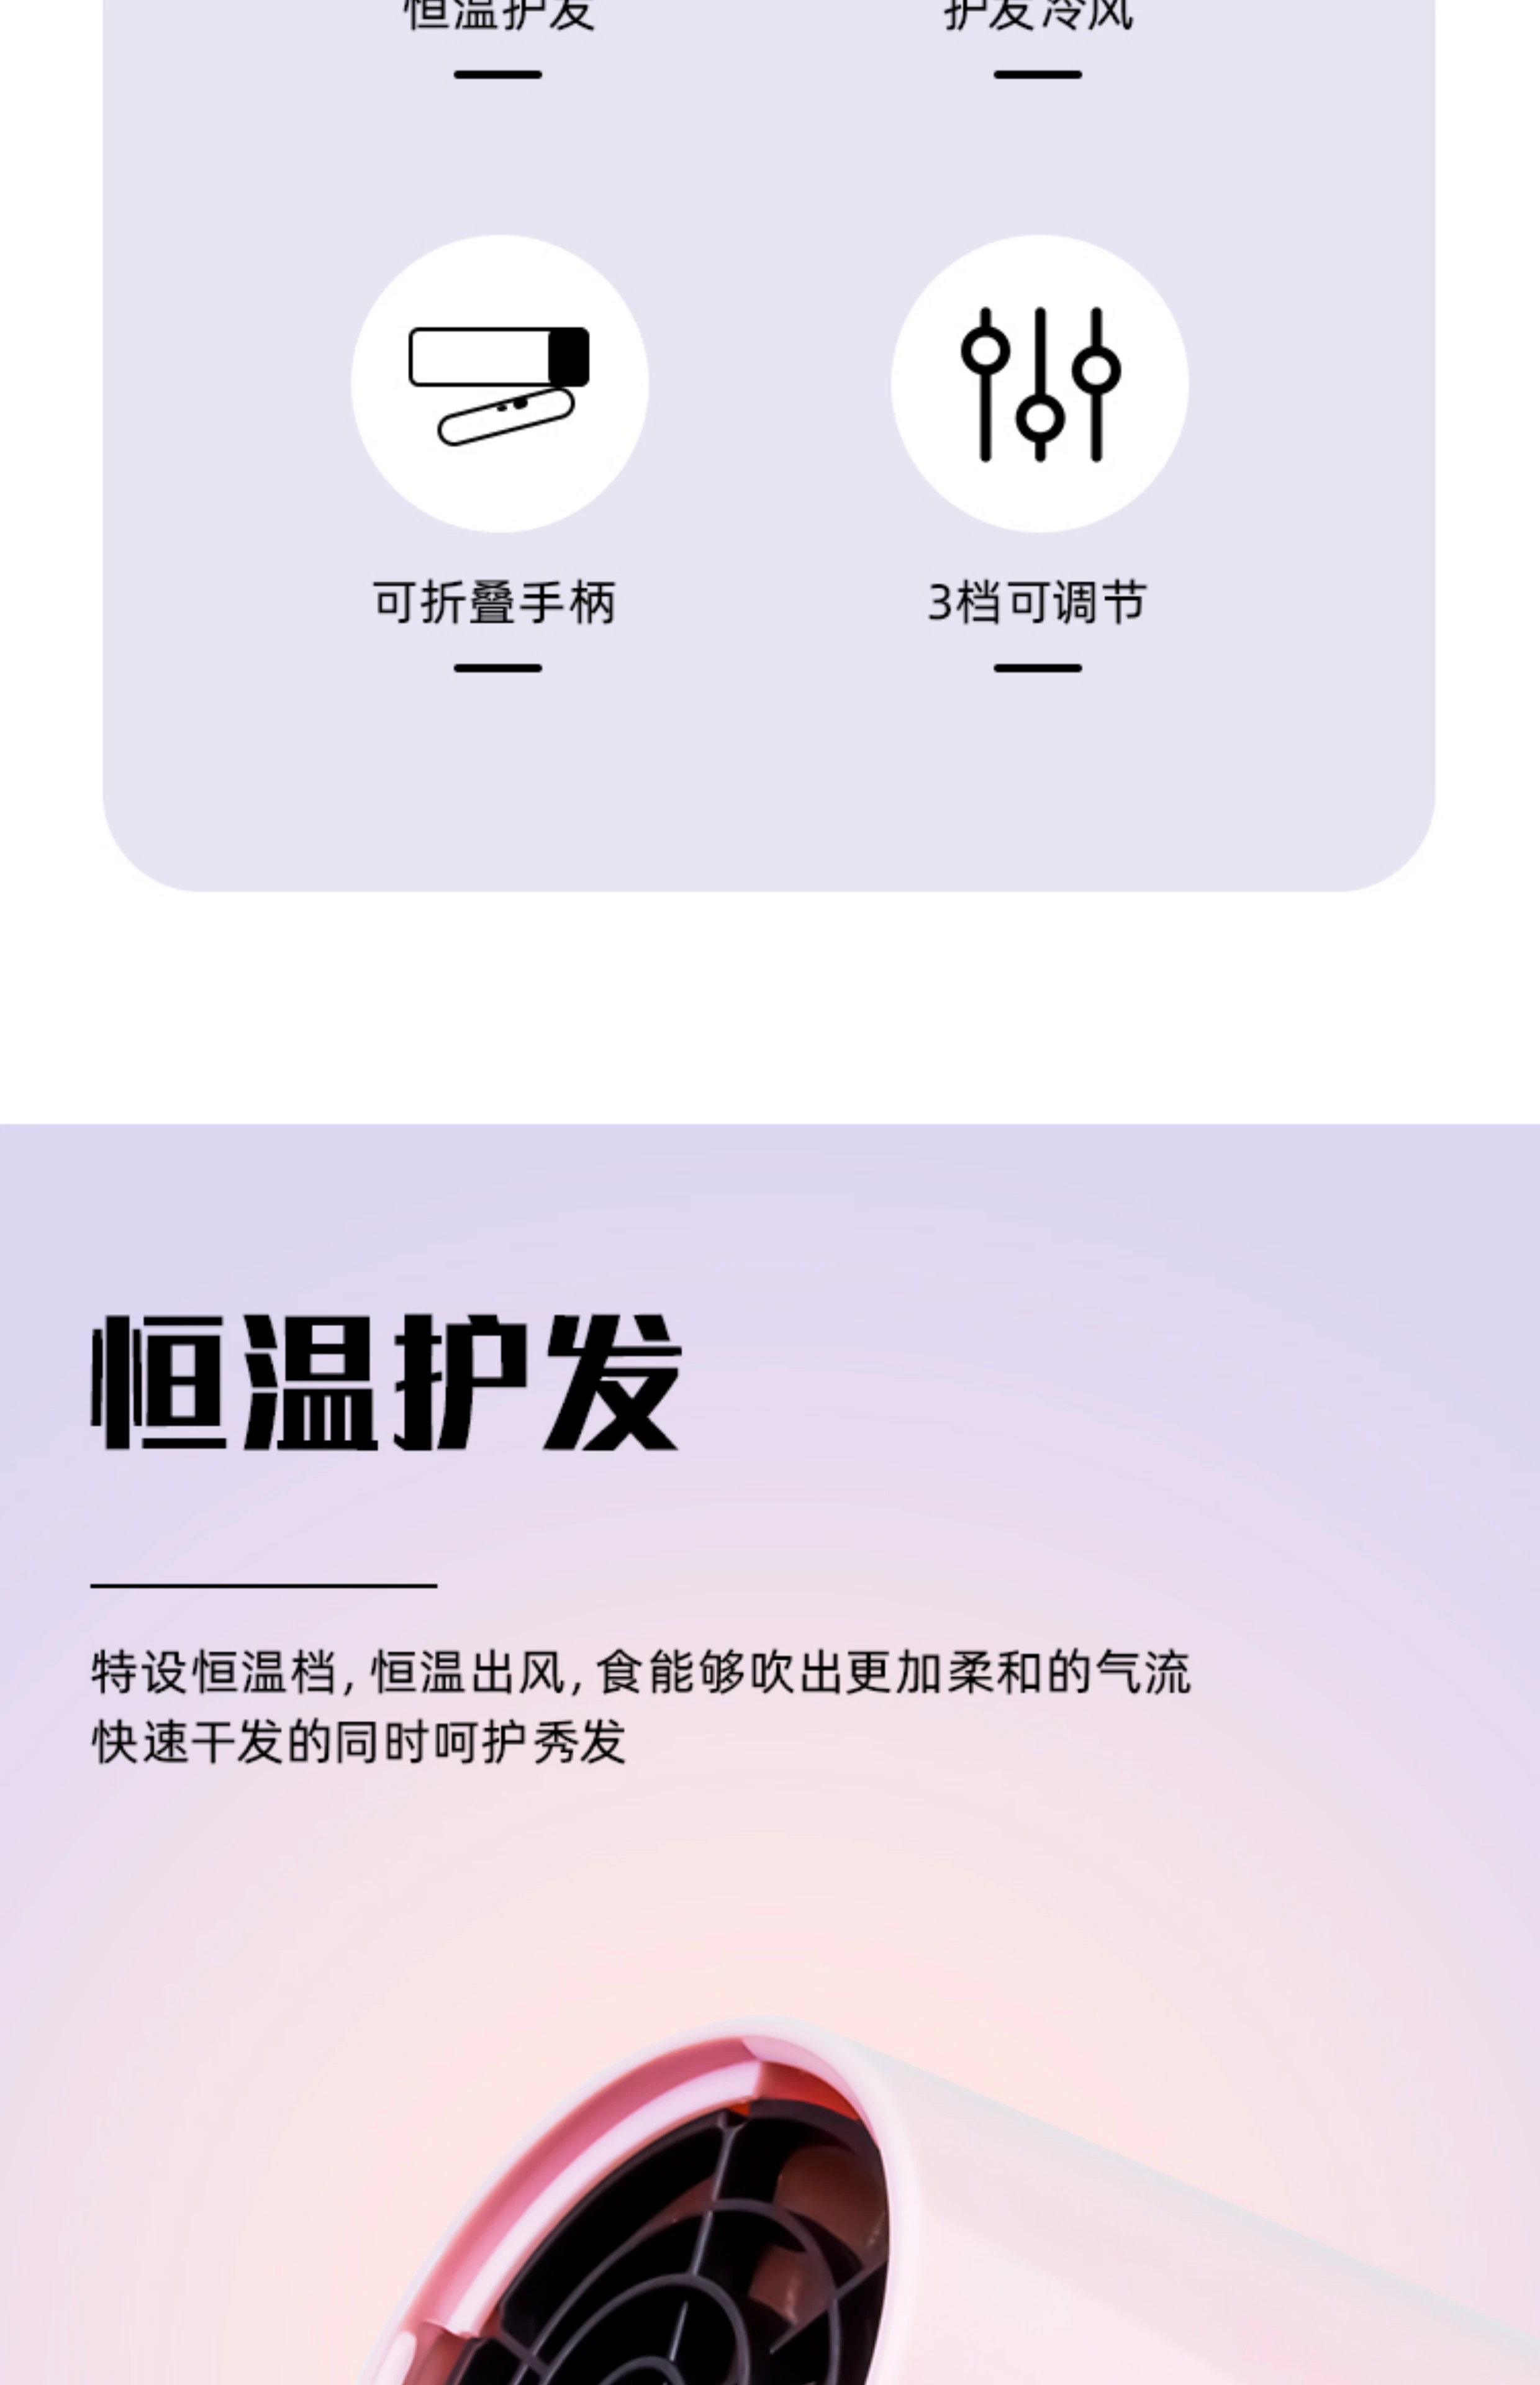 恒温护发
护发冷风
可折叠手柄
3档可调节
恒温护发
特设恒温档, 恒温出风, 食能够吹出更加柔和的气流
快速干发的同时呵护秀发